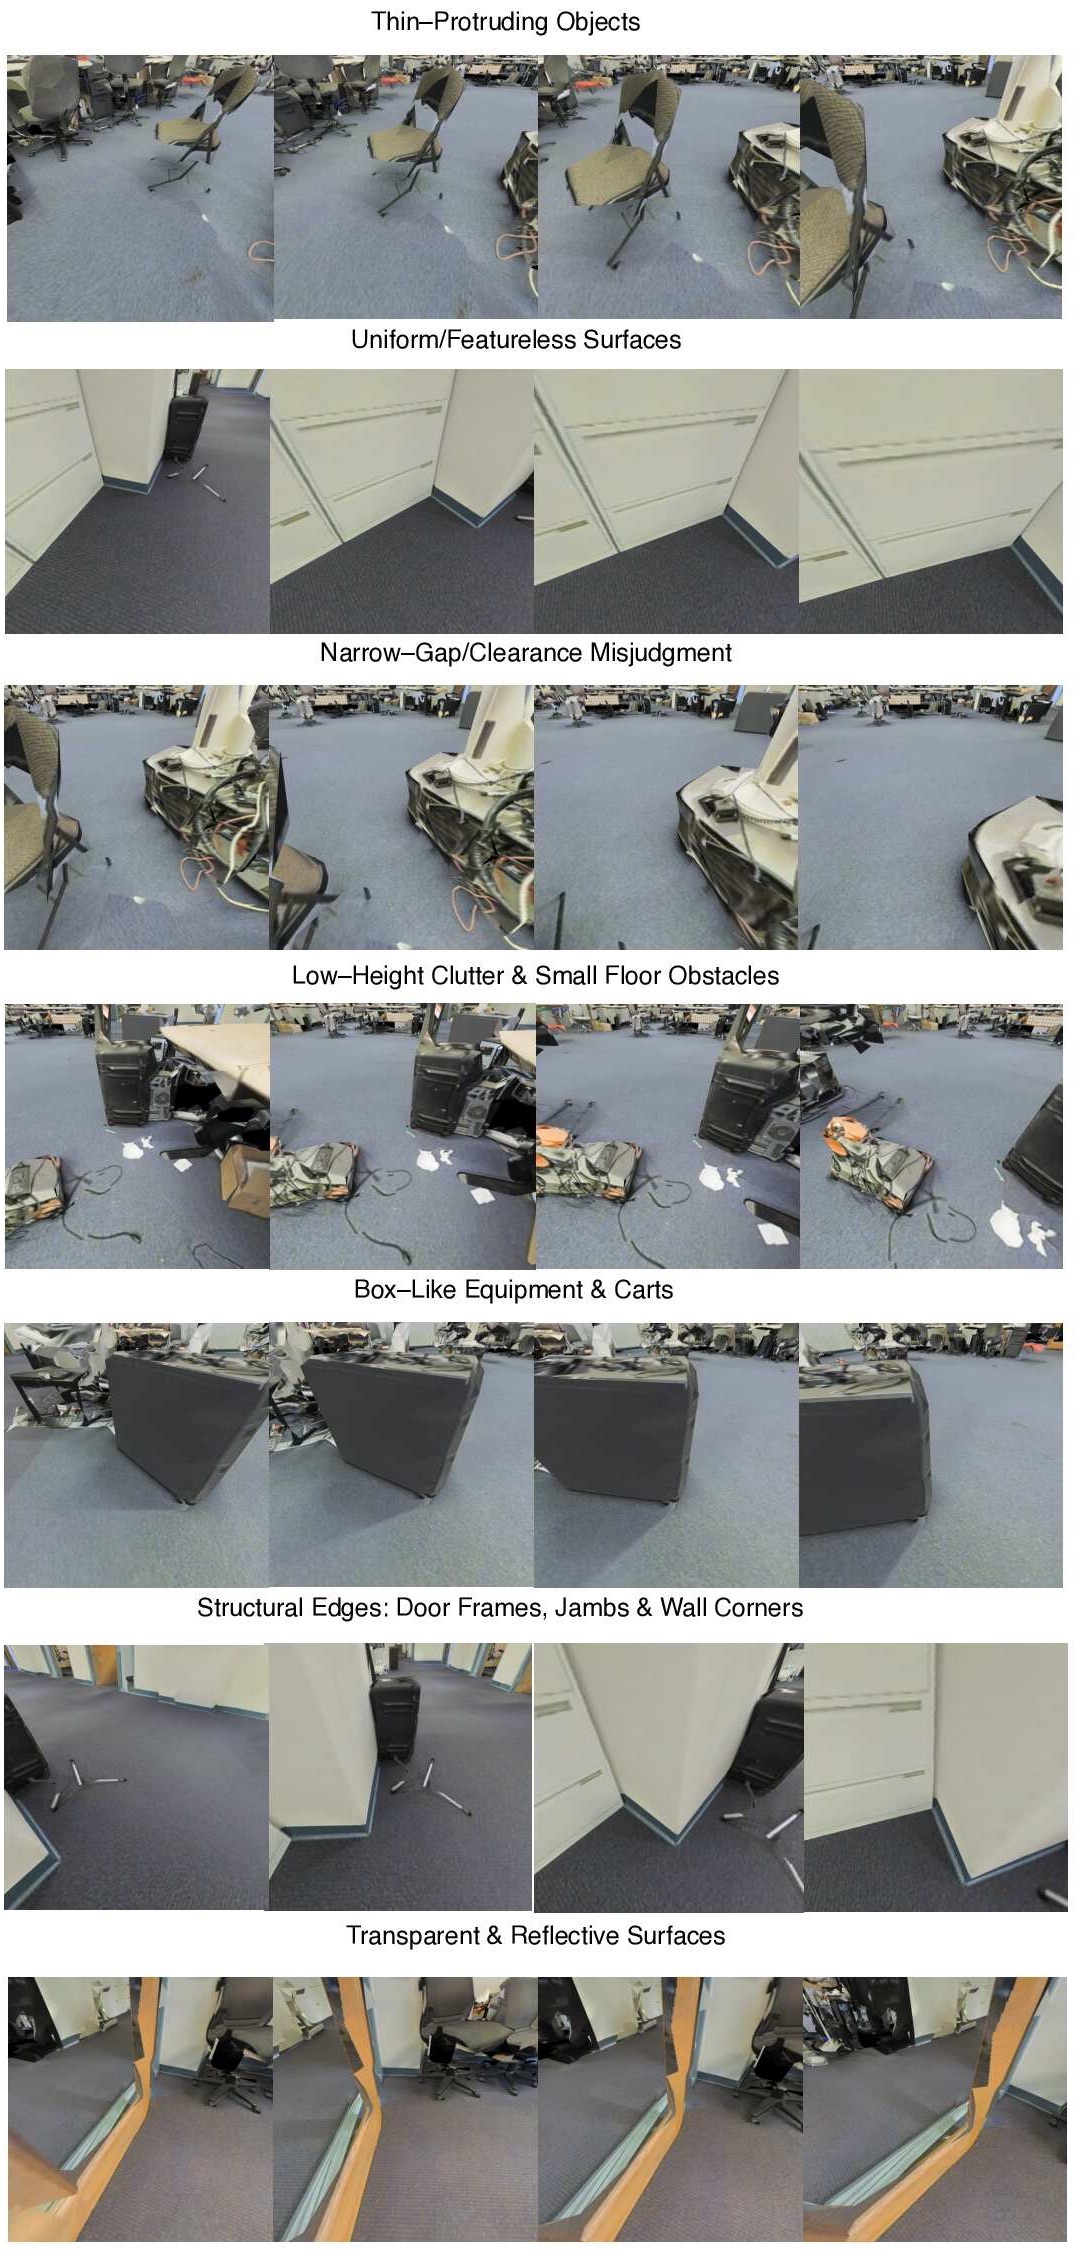 Thin–Protruding Objects
Uniform/Featureless Surfaces
Narrow–Gap/Clearance Misjudgment
Low–Height Clutter & Small Floor Obstacles
Box–Like Equipment & Carts
Structural Edges: Door Frames, Jambs & Wall Corners
Transparent & Reflective Surfaces